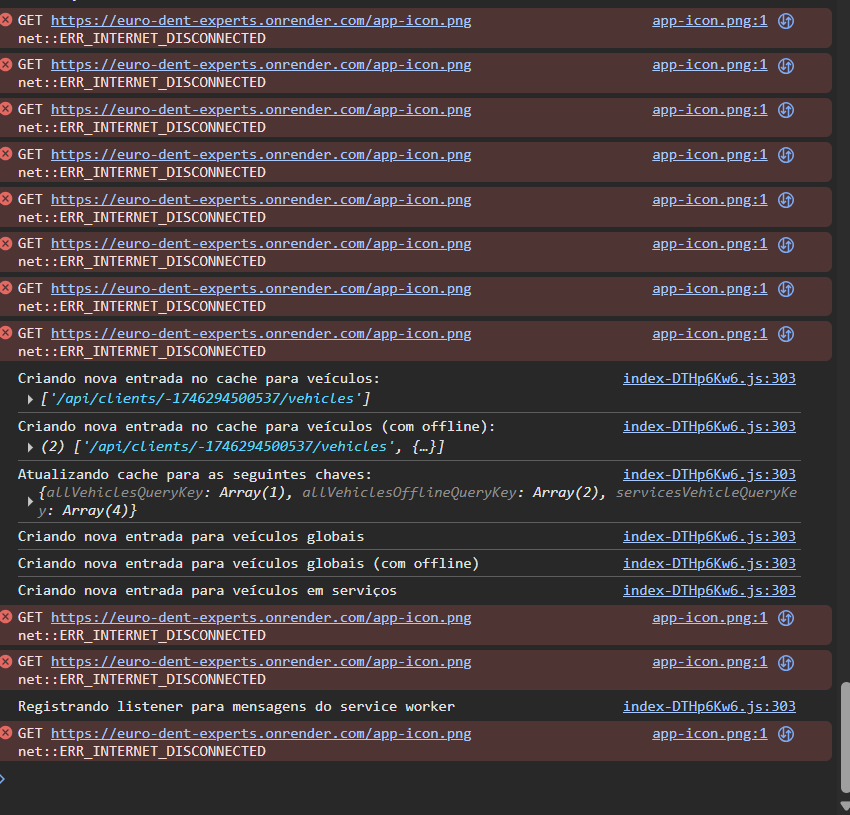 GET https://euro-dent-experts.onrender.com/app-icon.png app-icon.png:1
net::ERR_INTERNET_DISCONNECTED
GET https://euro-dent-experts.onrender.com/app-icon.png app-icon.png:1
net::ERR_INTERNET_DISCONNECTED
GET https://euro-dent-experts.onrender.com/app-icon.png app-icon.png:1
net::ERR_INTERNET_DISCONNECTED
GET https://euro-dent-experts.onrender.com/app-icon.png app-icon.png:1
net::ERR_INTERNET_DISCONNECTED
GET https://euro-dent-experts.onrender.com/app-icon.png app-icon.png:1
net::ERR_INTERNET_DISCONNECTED
GET https://euro-dent-experts.onrender.com/app-icon.png app-icon.png:1
net::ERR_INTERNET_DISCONNECTED
GET https://euro-dent-experts.onrender.com/app-icon.png app-icon.png:1
net::ERR_INTERNET_DISCONNECTED
GET https://euro-dent-experts.onrender.com/app-icon.png app-icon.png:1
net::ERR_INTERNET_DISCONNECTED
Criando nova entrada no cache para veículos: index-DTHp6Kw6.js:303
['/api/clients/-1746294500537/vehicles']
Criando nova entrada no cache para veículos (com offline): index-DTHp6Kw6.js:303
(2) ['/api/clients/-1746294500537/vehicles', {…}]
Atualizando cache para as seguintes chaves: index-DTHp6Kw6.js:303
{allVehiclesQueryKey: Array(1), allVehiclesOfflineQueryKey: Array(2), servicesVehicleQueryKe
y: Array(4)}
Criando nova entrada para veículos globais index-DTHp6Kw6.js:303
Criando nova entrada para veículos globais (com offline) index-DTHp6Kw6.js:303
Criando nova entrada para veículos em serviços index-DTHp6Kw6.js:303
GET https://euro-dent-experts.onrender.com/app-icon.png app-icon.png:1
net::ERR_INTERNET_DISCONNECTED
GET https://euro-dent-experts.onrender.com/app-icon.png app-icon.png:1
net::ERR_INTERNET_DISCONNECTED
Registrando listener para mensagens do service worker index-DTHp6Kw6.js:303
GET https://euro-dent-experts.onrender.com/app-icon.png app-icon.png:1
net::ERR_INTERNET_DISCONNECTED